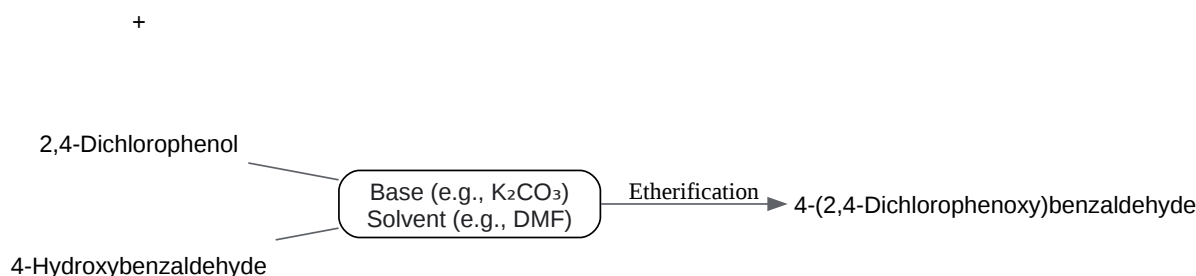 +
2,4-Dichlorophenol
Base (e.g., K₂CO₃)
Solvent (e.g., DMF)
Etherification
4-(2,4-Dichlorophenoxy)benzaldehyde
4-Hydroxybenzaldehyde